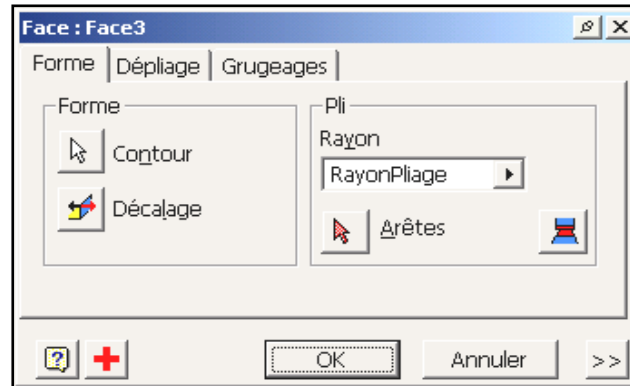 Face : Face3
Forme Dépliage Grugeages
Forme
Contour
Décalage
Pli
Rayon
RayonPliage
Arêtes
OK Annuler >>